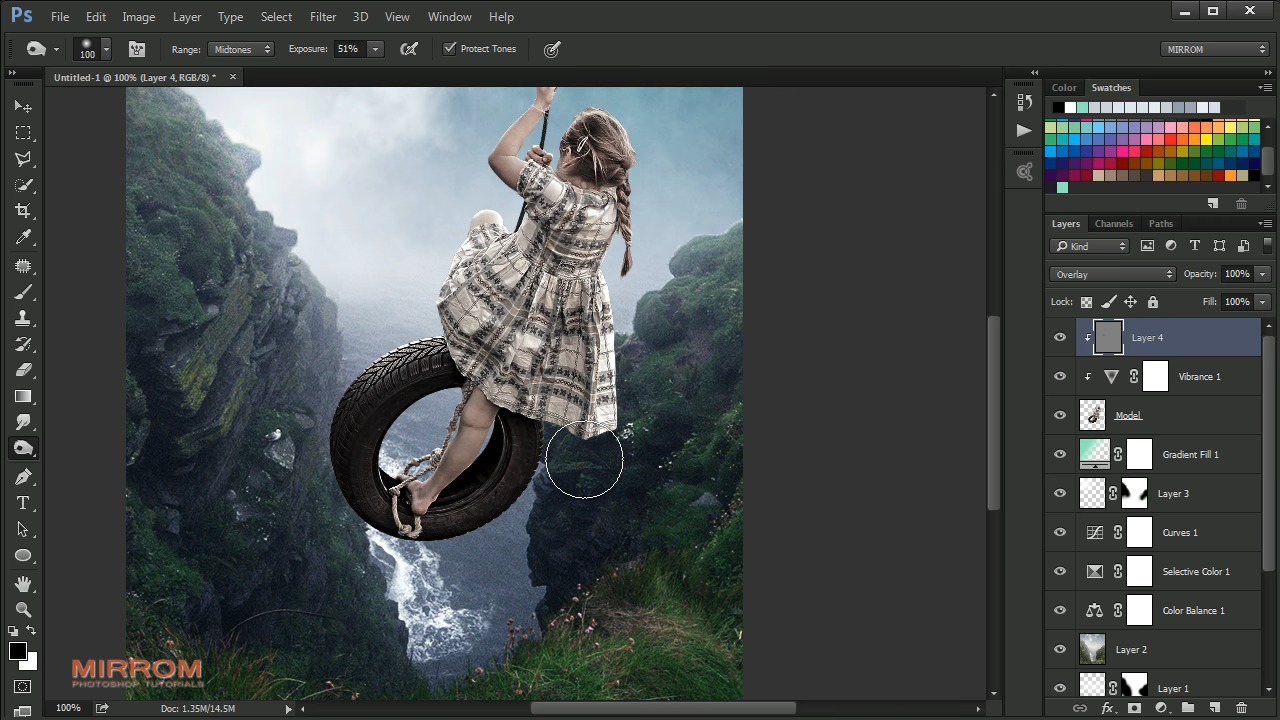 Ps File Edit Image Layer Type Select Filter 3D View Window Help
100 Range: Midtones Exposure: 51% Protect Tones MIRROM
Untitled-1 @ 100% (Layer 4, RGB/8) * ×
Color Swatches
Layers Channels Paths
Kind
Overlay Opacity: 100%
Lock: Fill: 100%
Layer 4
Vibrance 1
Model
Gradient Fill 1
Layer 3
Curves 1
Selective Color 1
Color Balance 1
Layer 2
Layer 1
MIRROM
PHOTOSHOP TUTORIALS
100% Doc: 1.35M/14.5M fx